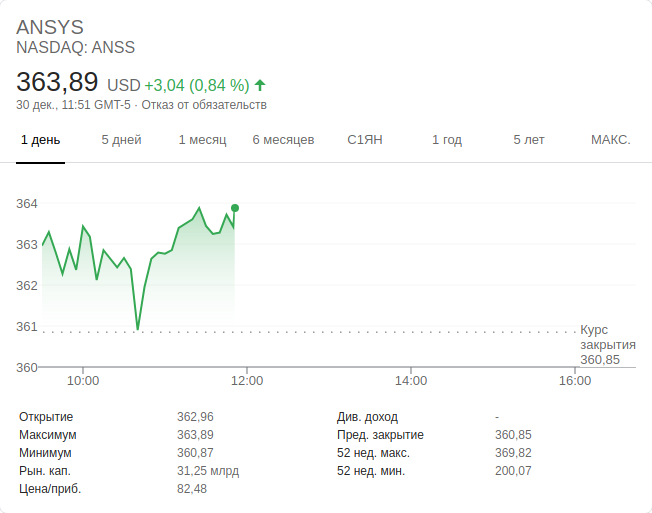 ANSYS
NASDAQ: ANSS
363,89 USD +3,04 (0,84 %)
30 дек., 11:51 GMT-5 · Отказ от обязательств
1 день 5 дней 1 месяц 6 месяцев С1ЯН 1 год 5 лет МАКС.
364
363
362
361
360
Курс
закрытия
360,85
10:00 12:00 14:00 16:00
Открытие 362,96 Див. доход -
Максимум 363,89 Пред. закрытие 360,85
Минимум 360,87 52 нед. макс. 369,82
Рын. кап. 31,25 млрд 52 нед. мин. 200,07
Цена/приб. 82,48